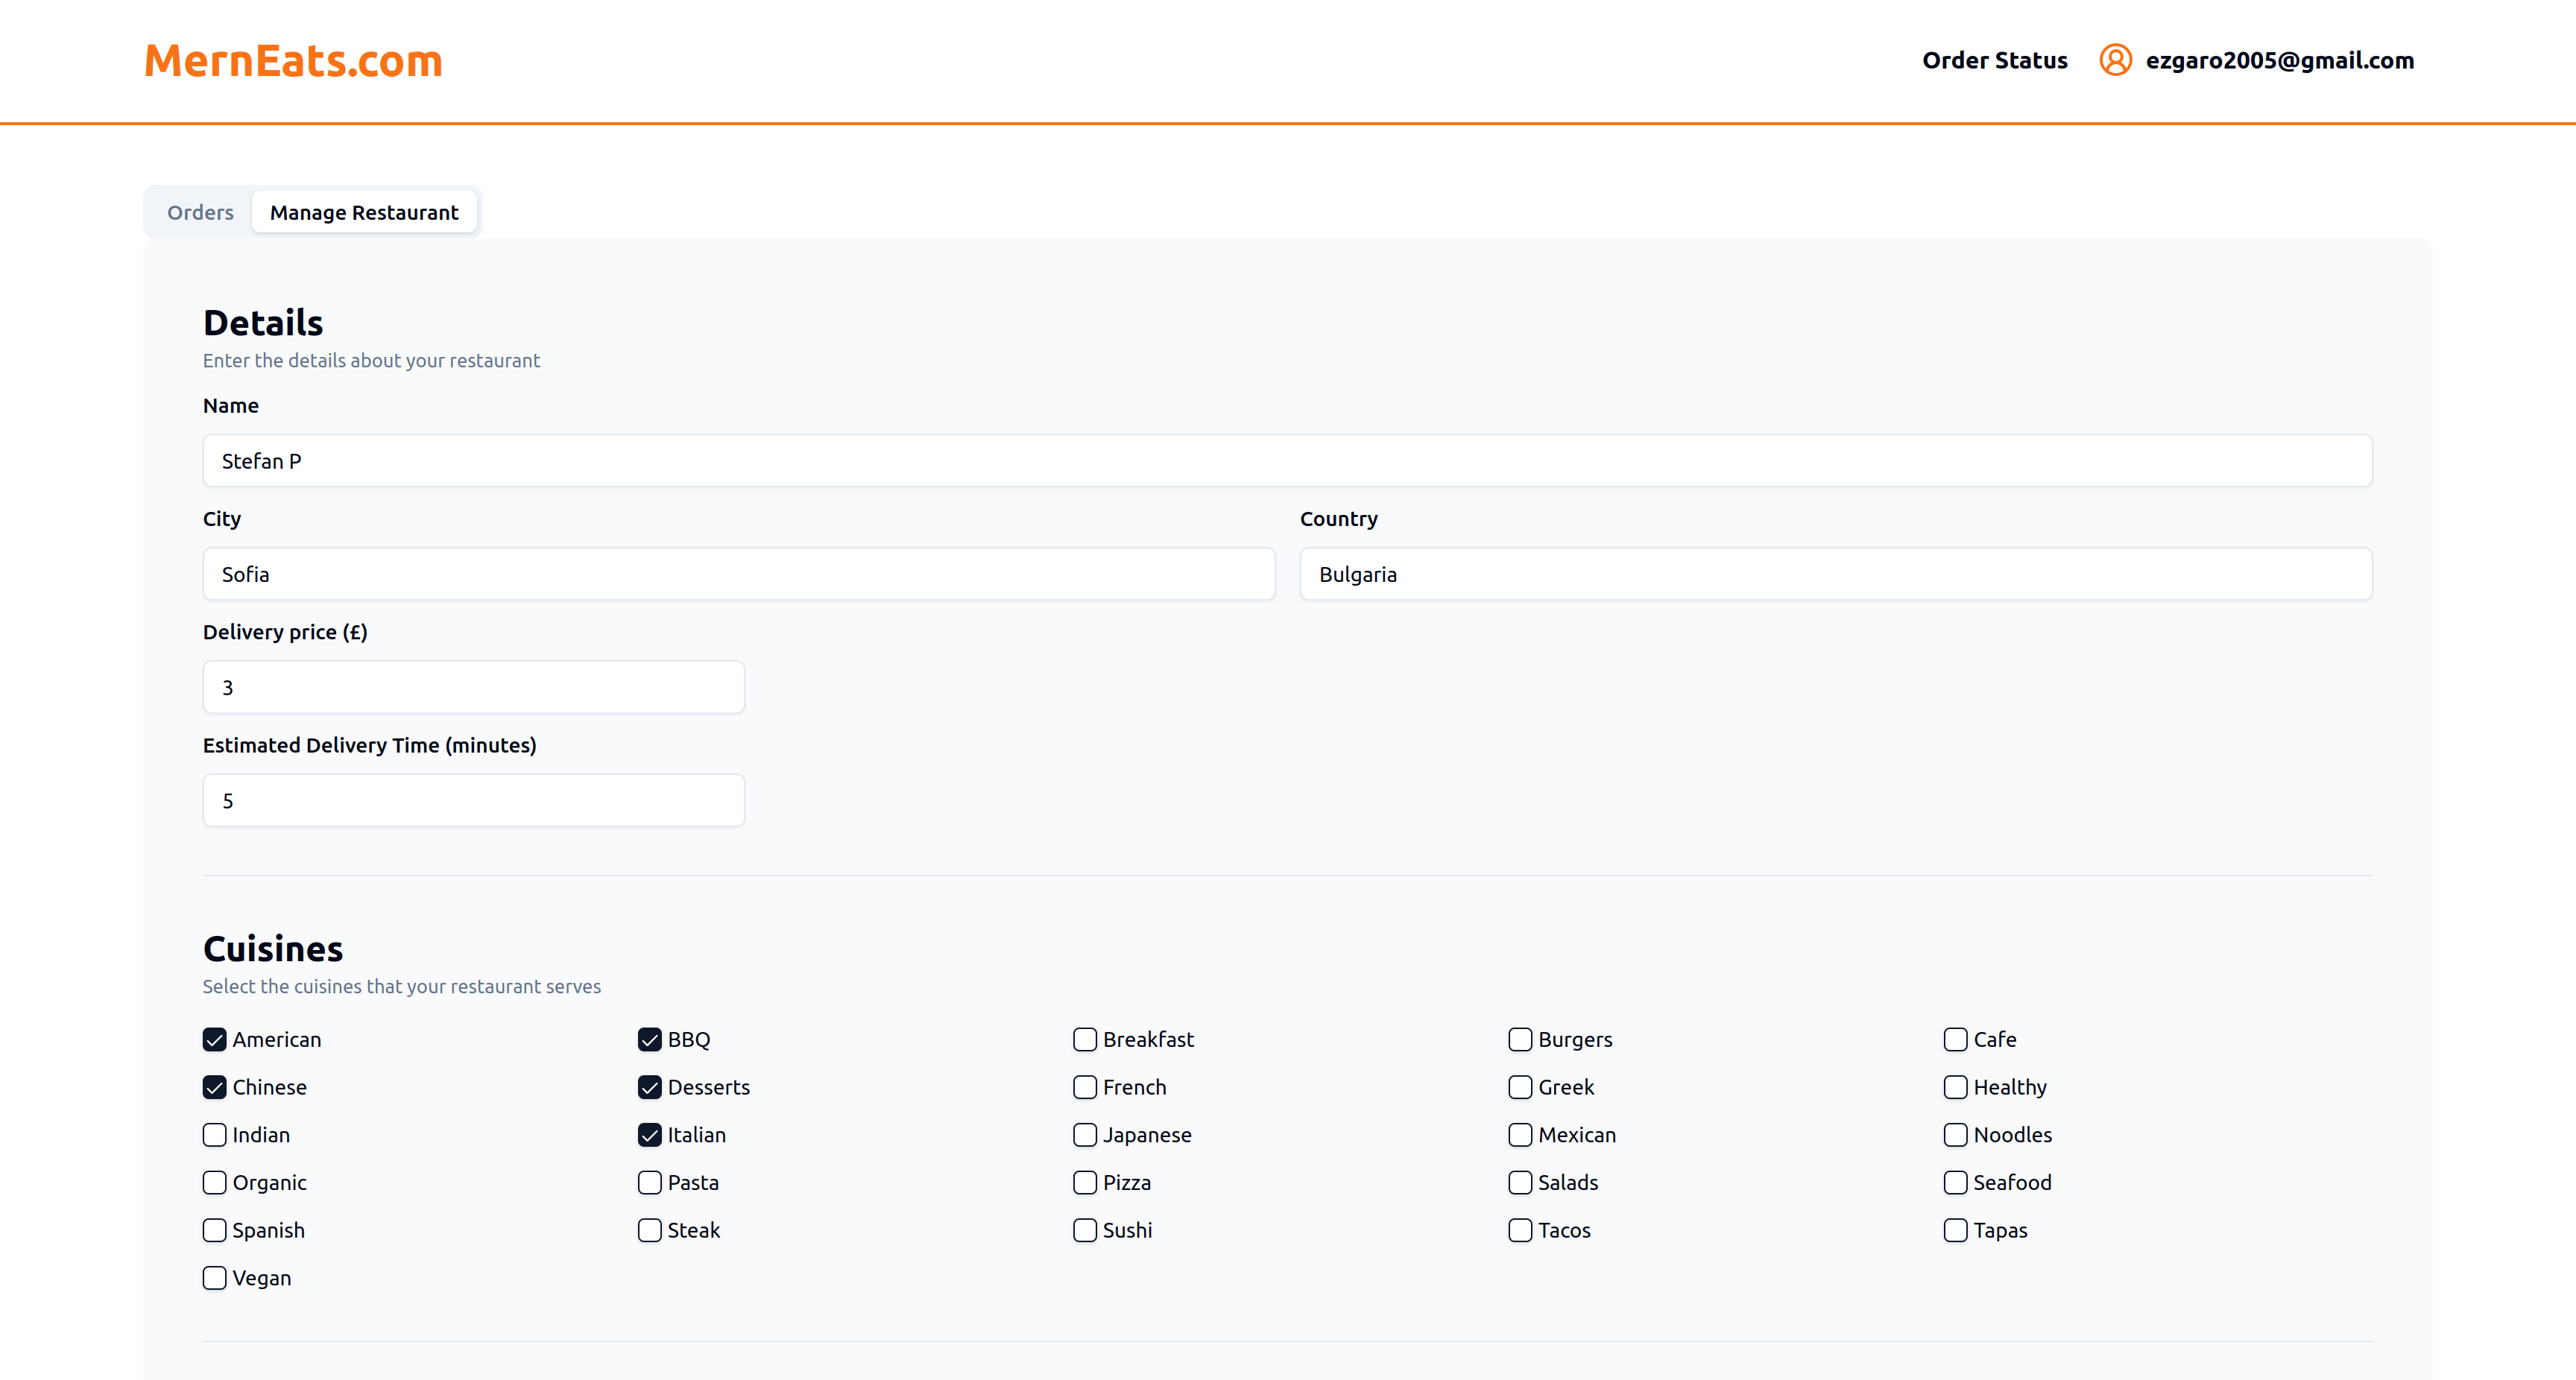 MernEats.com
Order Status ezgaro2005@gmail.com
Orders Manage Restaurant
Details
Enter the details about your restaurant
Name
Stefan P
City Country
Sofia Bulgaria
Delivery price (£)
3
Estimated Delivery Time (minutes)
5
Cuisines
Select the cuisines that your restaurant serves
American BBQ Breakfast Burgers Cafe
Chinese Desserts French Greek Healthy
Indian Italian Japanese Mexican Noodles
Organic Pasta Pizza Salads Seafood
Spanish Steak Sushi Tacos Tapas
Vegan